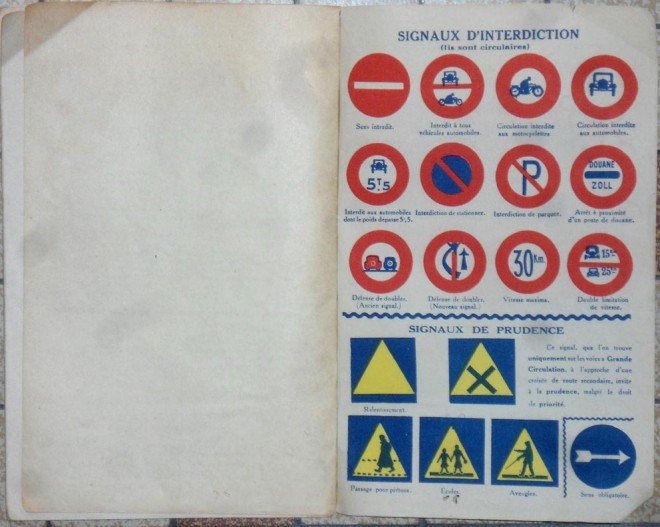 SIGNAUX D'INTERDICTION
(Ils sont circulaires)
Sens interdit.
Interdit à tous
véhicules automobiles.
Circulation interdite
aux motocyclettes
Circulation interdite
aux automobiles.
5T5
Interdit aux automobiles
dont le poids dépasse 5t,5.
Interdiction de stationner.
P
Interdiction de parquer.
DOUANE
ZOLL
Arrêt à proximité
d'un poste de douane.
Défense de doubler.
(Ancien signal.)
Défense de doubler.
(Nouveau signal.)
30 Km.
Vitesse maxima.
15Km
25Km
Double limitation
de vitesse.
SIGNAUX DE PRUDENCE
Ralentissement.
Ce signal, que l'on trouve
uniquement sur les voies à Grande
Circulation, à l'approche d'une
croisée de route secondaire, invite
à la prudence, malgré le droit
de priorité.
Passage pour piétons.
Ecoles.
Aveugles.
Sens obligatoire.